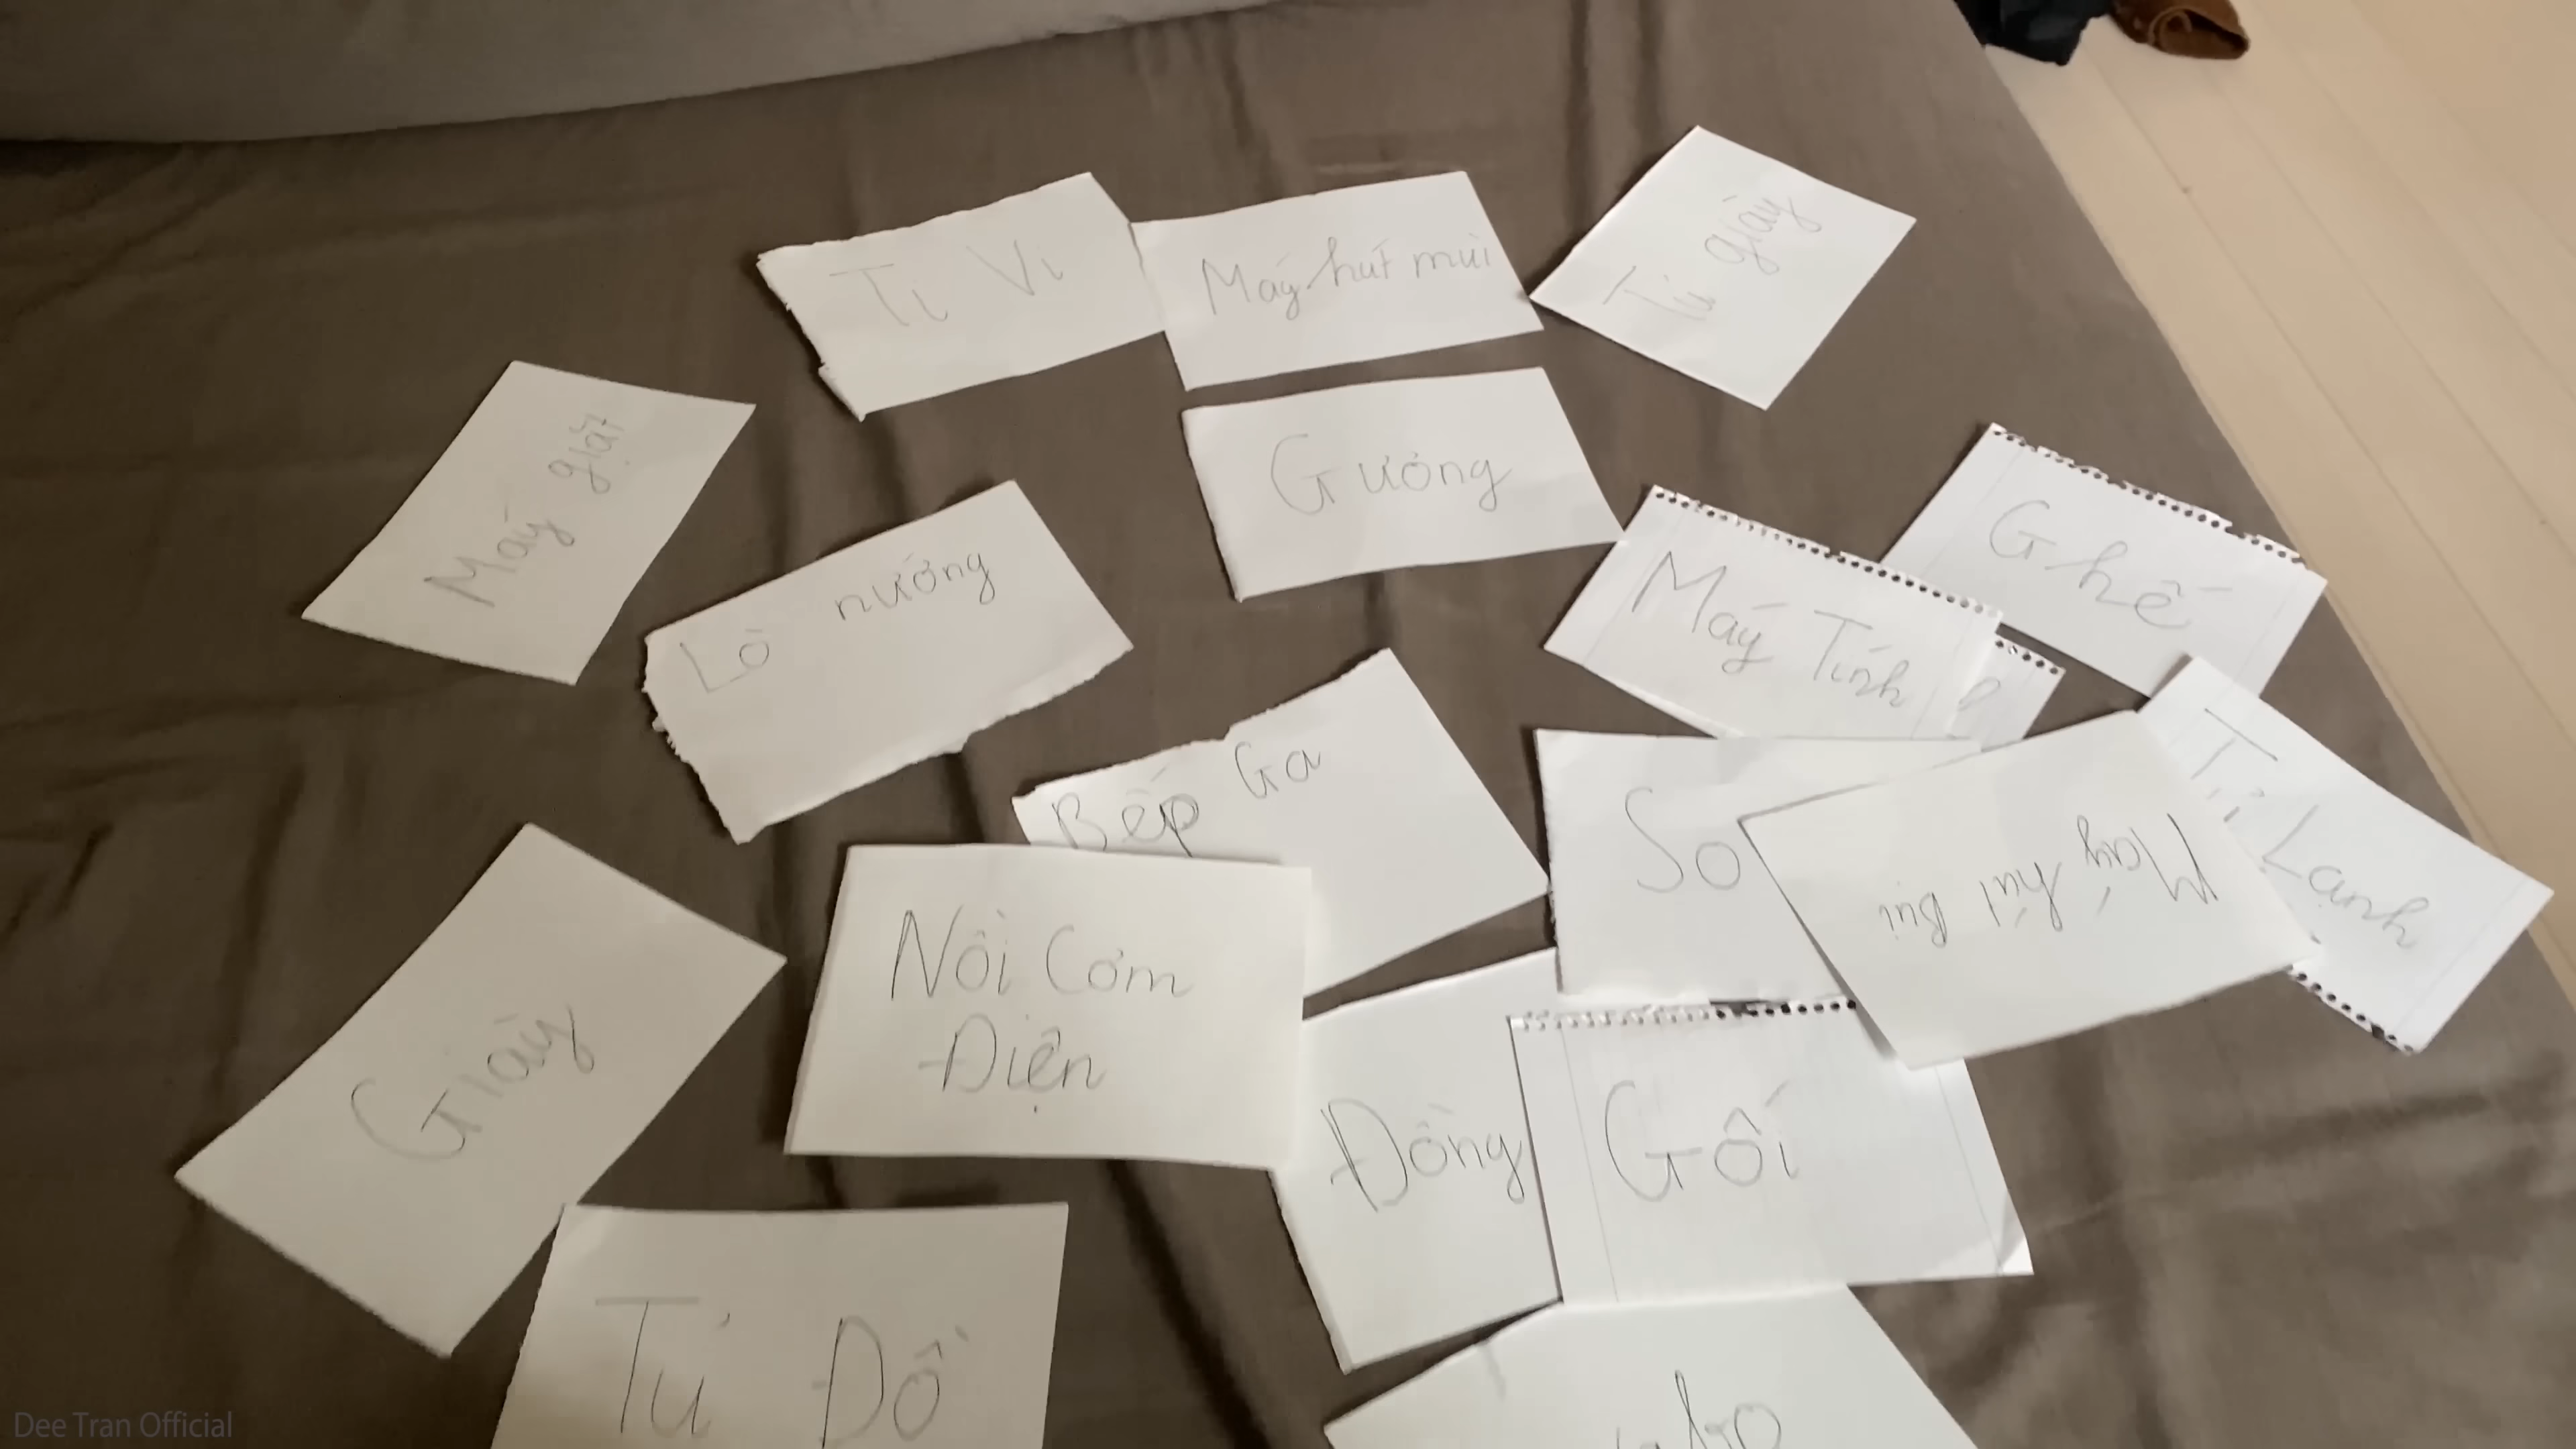 Ti Vi
Máy hút mùi
Tủ giày
Máy giặt
Gương
Lò nướng
Ghế
Máy Tính
Bếp Ga
So
Tủ Lạnh
Máy hút bụi
Nồi Cơm
Điện
Giày
Đồng
Gối
Tủ Đồ
Dee Tran Official